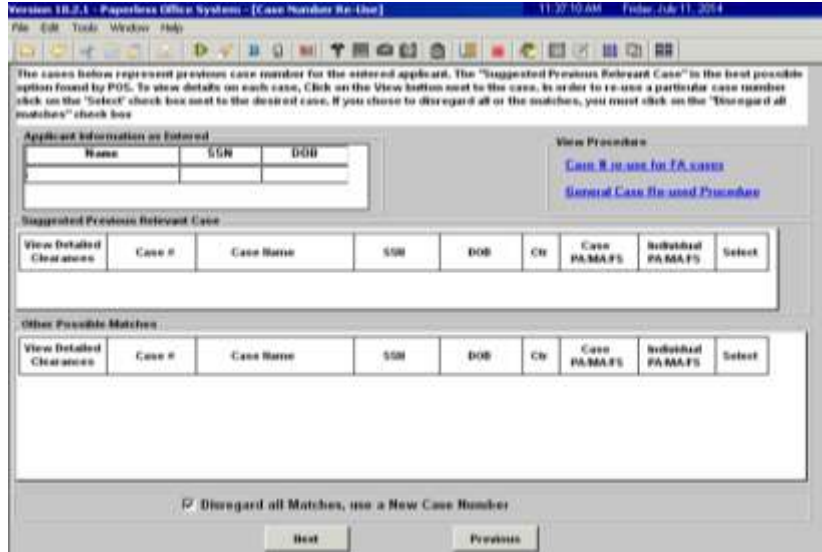 Version 18.2.1 - Paperless Office System - [Case Number Re-Use] 11:37:10 AM Friday, July 11, 2014
File Edit Tools Window Help
The cases below represent previous case number for the entered applicant. The "Suggested Previous Relevant Case" is the best possible
option found by POS. To view details on each case, Click on the View button next to the case. In order to re-use a particular case number
click on the 'Select' check box next to the desired case. If you chose to disregard all or the matches, you must click on the "Disregard all
matches" check box
Applicant Information as Entered
Name SSN DOB
View Procedure
Case # re-use for FA cases
General Case Re-used Procedure
Suggested Previous Relevant Case
View Detailed Clearances Case # Case Name SSN DOB Ctr Case PA/MA/FS Individual PA/MA/FS Select
Other Possible Matches
View Detailed Clearances Case # Case Name SSN DOB Ctr Case PA/MA/FS Individual PA/MA/FS Select
Disregard all Matches, use a New Case Number
Next Previous